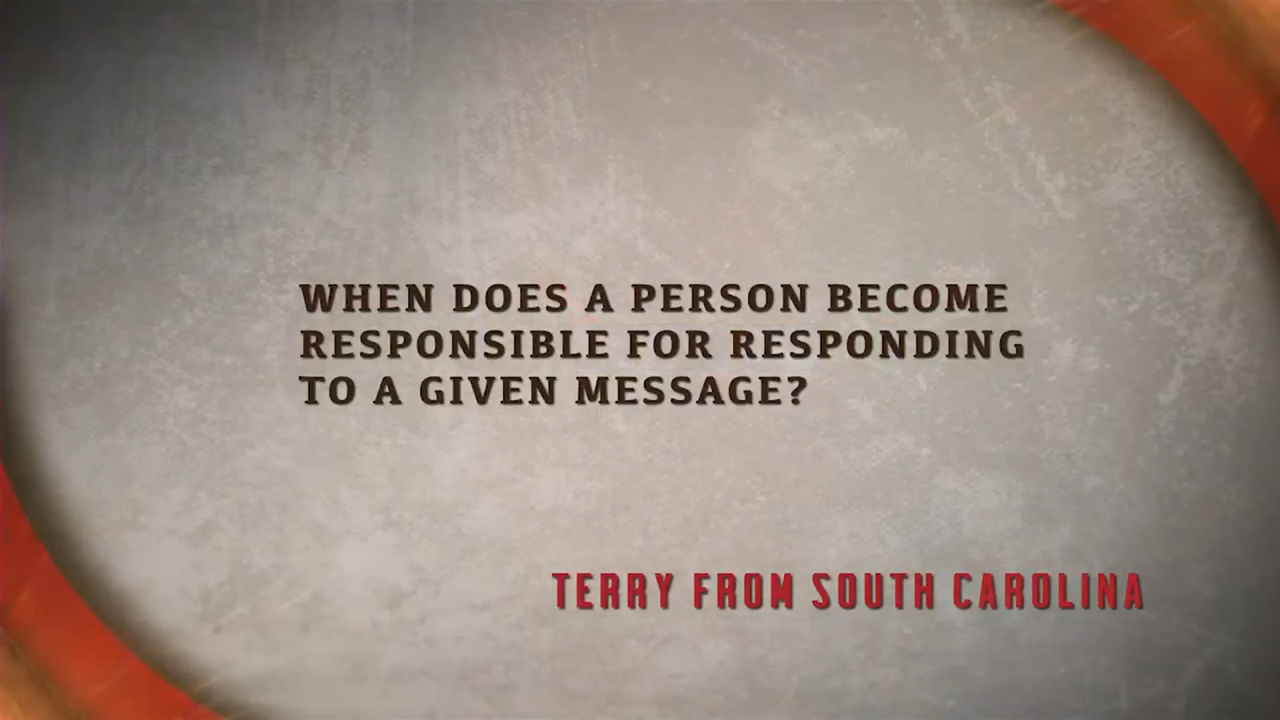 WHEN DOES A PERSON BECOME
RESPONSIBLE FOR RESPONDING
TO A GIVEN MESSAGE?
TERRY FROM SOUTH CAROLINA